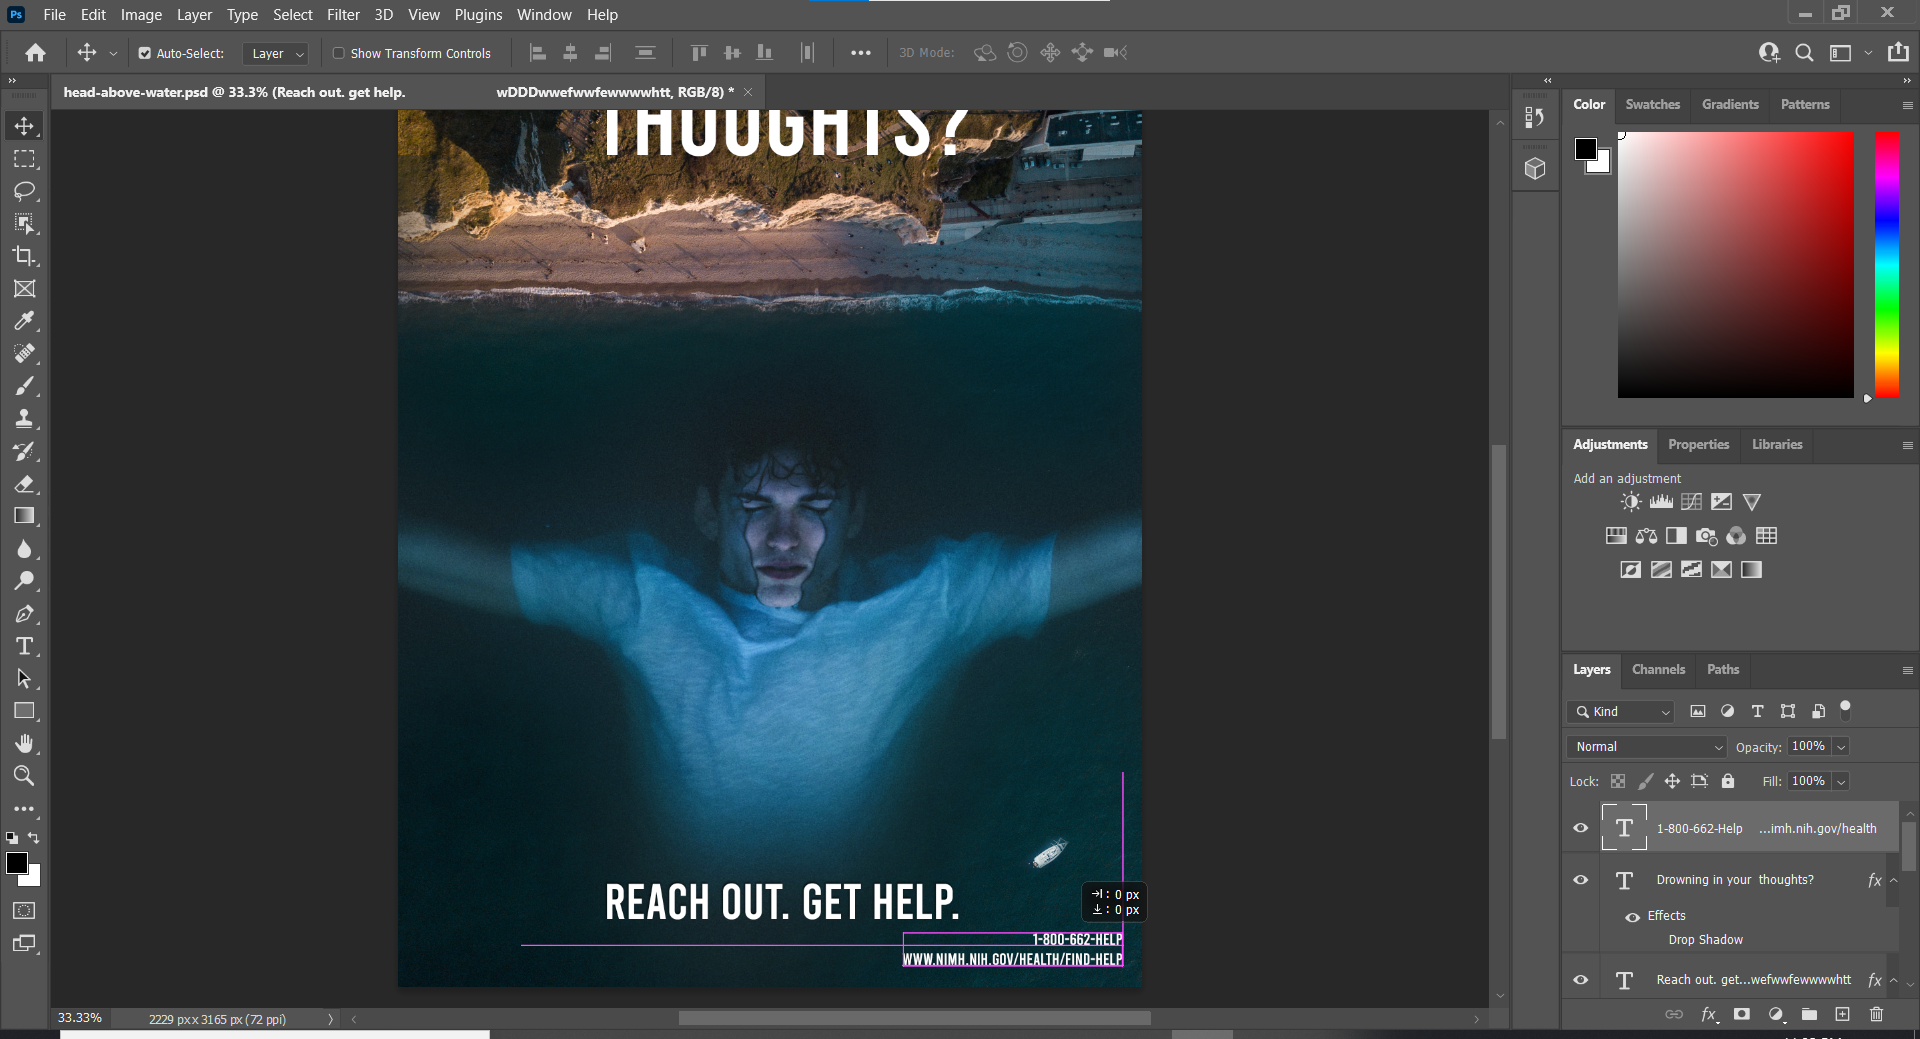 Ps File Edit Image Layer Type Select Filter 3D View Plugins Window Help
Auto-Select: Layer Show Transform Controls 3D Mode:
head-above-water.psd @ 33.3% (Reach out. get help. wDDDwwefwwfewwwwhtt, RGB/8) *
Color Swatches Gradients Patterns
THOUGHTS?
Adjustments Properties Libraries
Add an adjustment
Layers Channels Paths
Kind
Normal Opacity: 100%
Lock: Fill: 100%
1-800-662-Help ...imh.nih.gov/health
Drowning in your thoughts? fx
Effects
Drop Shadow
Reach out. get...wefwwfewwwwhtt fx
REACH OUT. GET HELP.
: 0 px
: 0 px
1-800-662-HELP
WWW.NIMH.NIH.GOV/HEALTH/FIND-HELP
33.33% 2229 px x 3165 px (72 ppi)